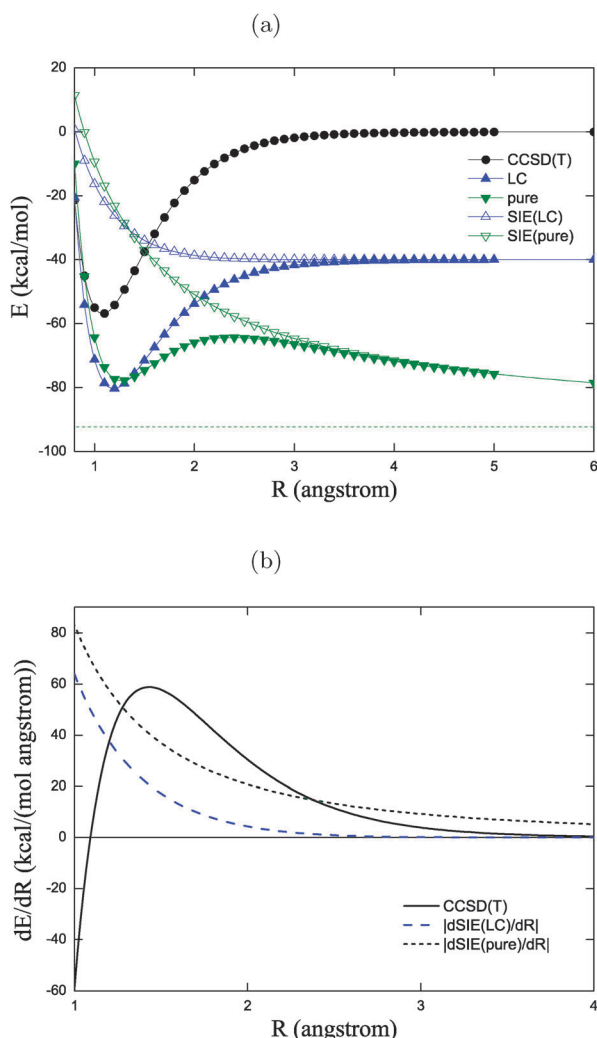 (a)
E (kcal/mol)
20
0
-20
-40
-60
-80
-100
CCSD(T)
LC
pure
SIE(LC)
SIE(pure)
1
2
3
4
5
6
R (angstrom)
(b)
dE/dR (kcal/(mol angstrom))
80
60
40
20
0
-20
-40
-60
CCSD(T)
|dSIE(LC)/dR|
|dSIE(pure)/dR|
1
2
3
4
R (angstrom)